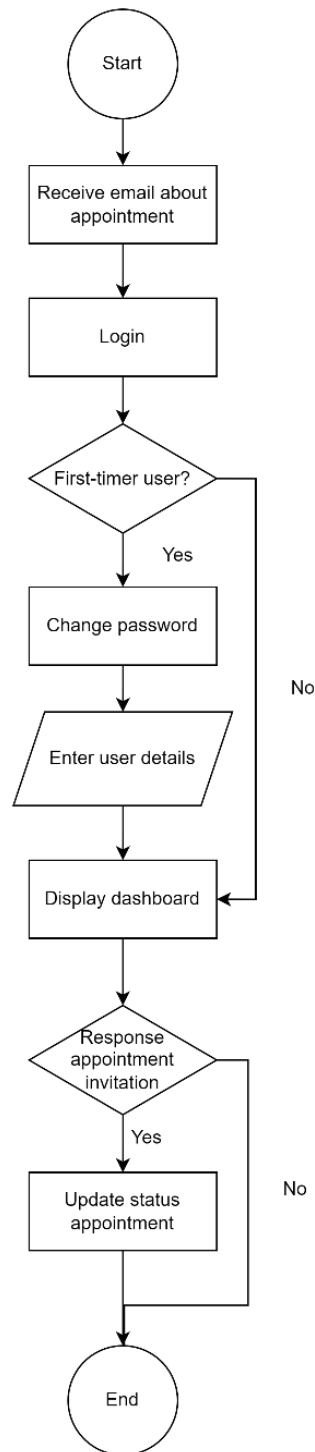 Start
Receive email about
appointment
Login
First-timer user?
Yes
Change password
No
Enter user details
Display dashboard
Response
appointment
invitation
Yes
No
Update status
appointment
End